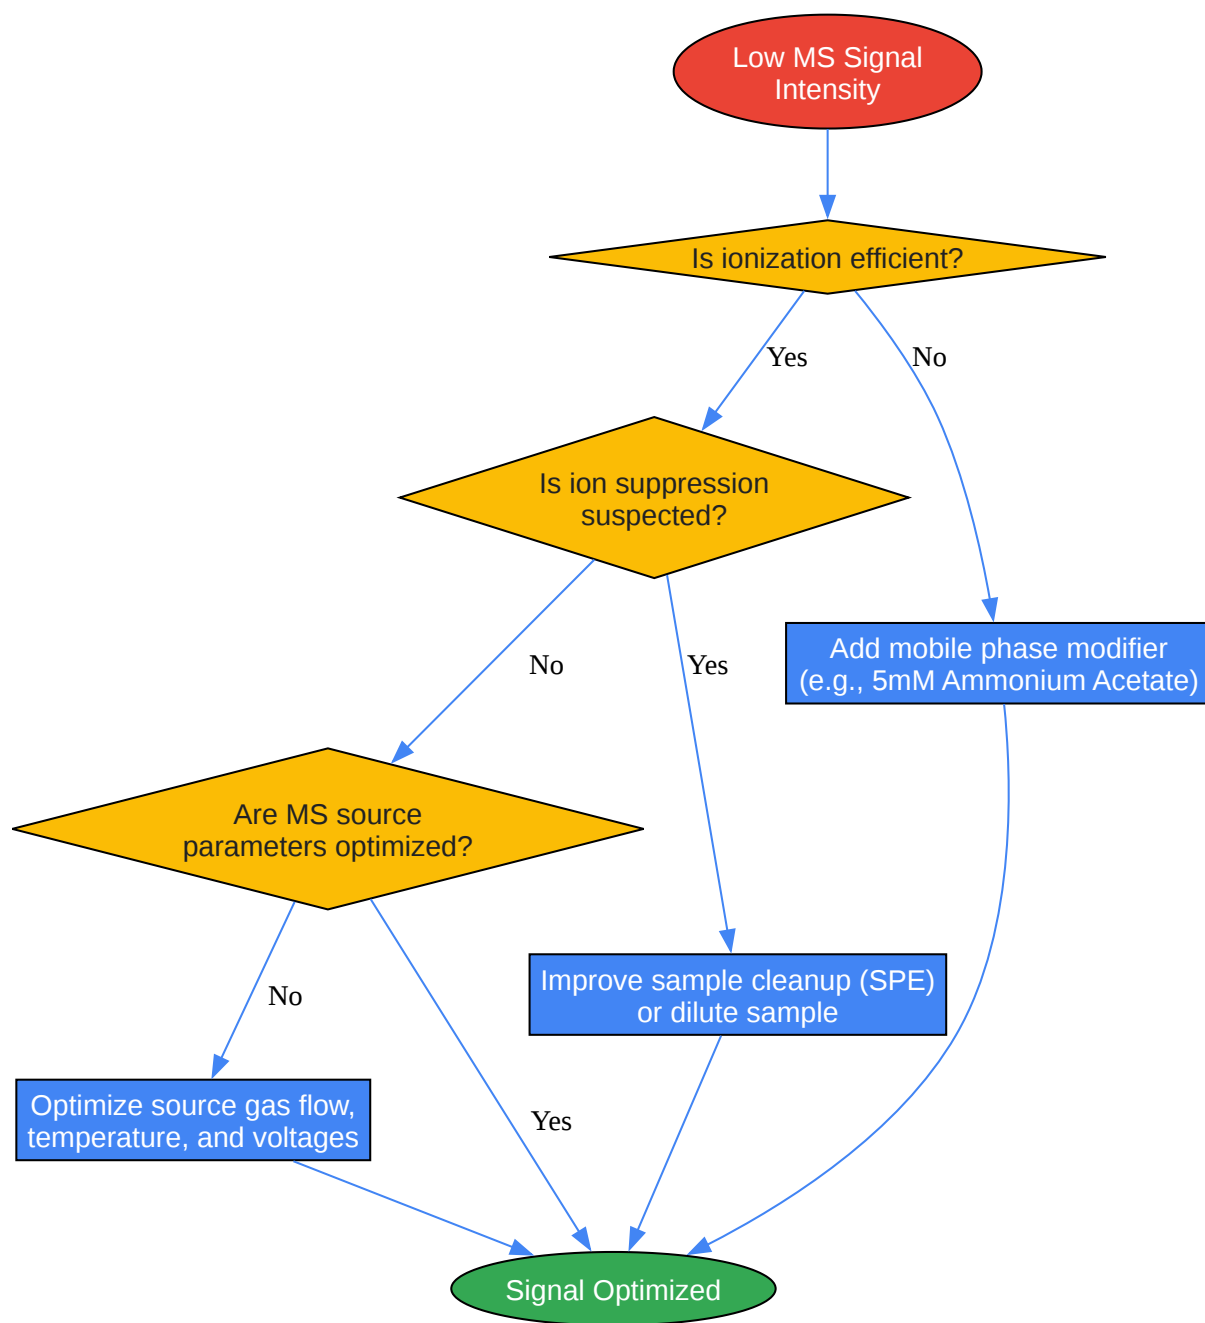 Low MS Signal
Intensity
Is ionization efficient?
Yes
No
Is ion suppression
suspected?
No
Yes
Add mobile phase modifier
(e.g., 5mM Ammonium Acetate)
Are MS source
parameters optimized?
No
Yes
Improve sample cleanup (SPE)
or dilute sample
Optimize source gas flow,
temperature, and voltages
Signal Optimized